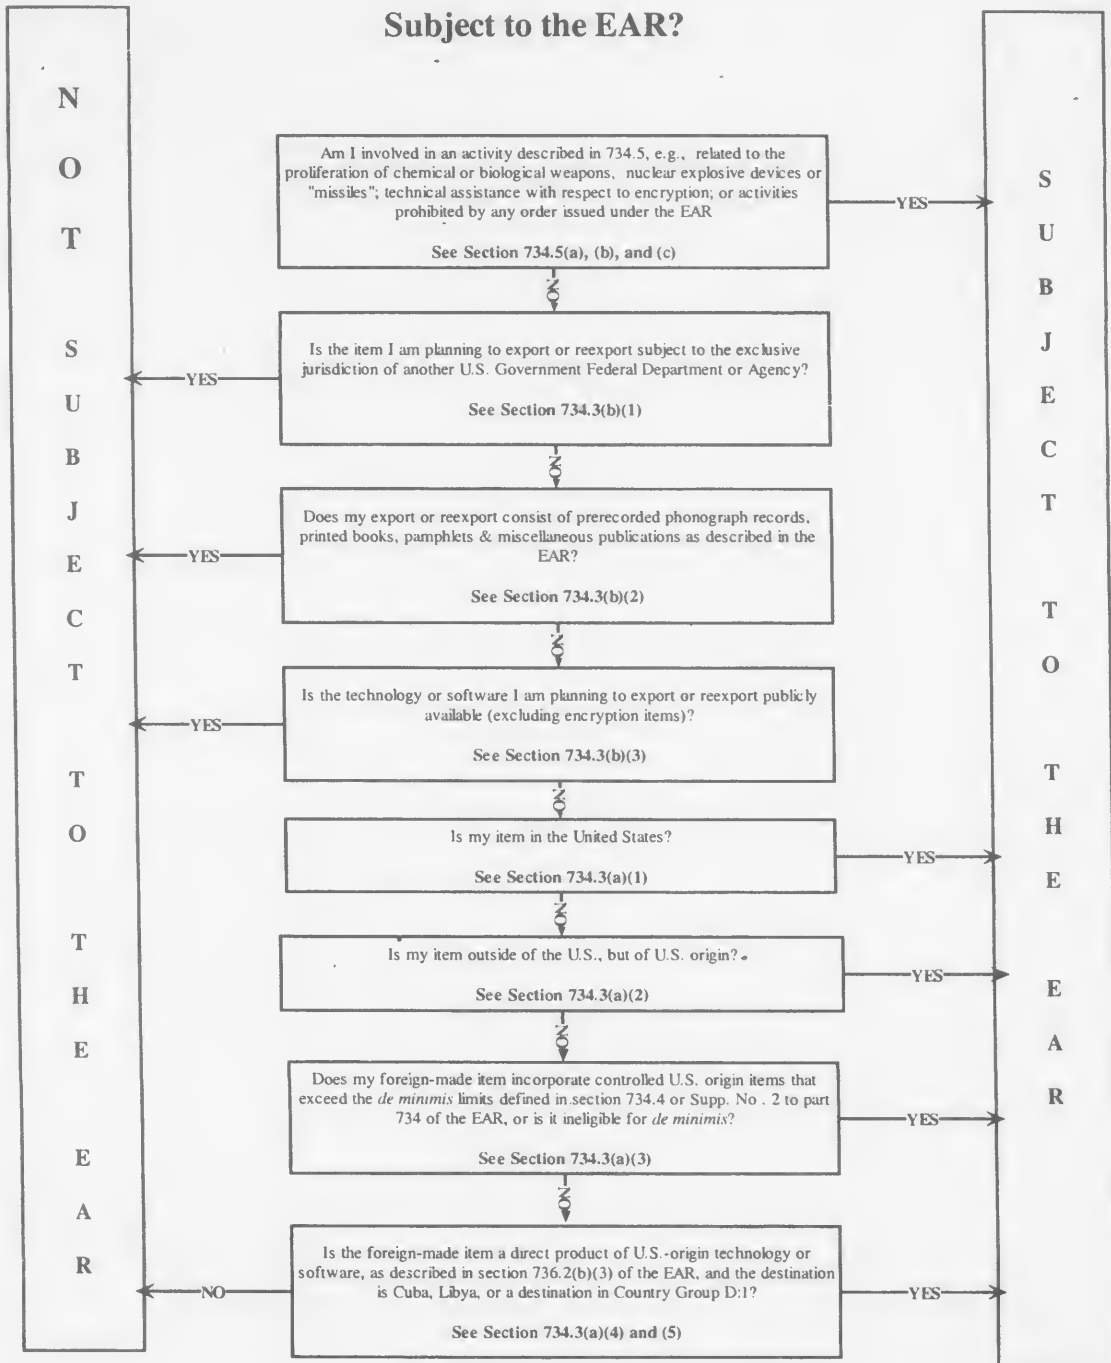 Subject to the EAR?
NOT SUBJECT TO THE EAR
Am I involved in an activity described in 734.5, e.g., related to the
proliferation of chemical or biological weapons, nuclear explosive devices or
"missiles"; technical assistance with respect to encryption; or activities
prohibited by any order issued under the EAR
See Section 734.5(a), (b), and (c)
YES
NO
Is the item I am planning to export or reexport subject to the exclusive
jurisdiction of another U.S. Government Federal Department or Agency?
See Section 734.3(b)(1)
YES
NO
Does my export or reexport consist of prerecorded phonograph records,
printed books, pamphlets & miscellaneous publications as described in the
EAR?
See Section 734.3(b)(2)
YES
NO
Is the technology or software I am planning to export or reexport publicly
available (excluding encryption items)?
See Section 734.3(b)(3)
YES
NO
Is my item in the United States?
See Section 734.3(a)(1)
YES
NO
Is my item outside of the U.S., but of U.S. origin?
See Section 734.3(a)(2)
YES
NO
Does my foreign-made item incorporate controlled U.S. origin items that
exceed the de minimis limits defined in section 734.4 or Supp. No . 2 to part
734 of the EAR, or is it ineligible for de minimis?
See Section 734.3(a)(3)
YES
NO
Is the foreign-made item a direct product of U.S.-origin technology or
software, as described in section 736.2(b)(3) of the EAR, and the destination
is Cuba, Libya, or a destination in Country Group D:1?
See Section 734.3(a)(4) and (5)
NO
YES
SUBJECT TO THE EAR